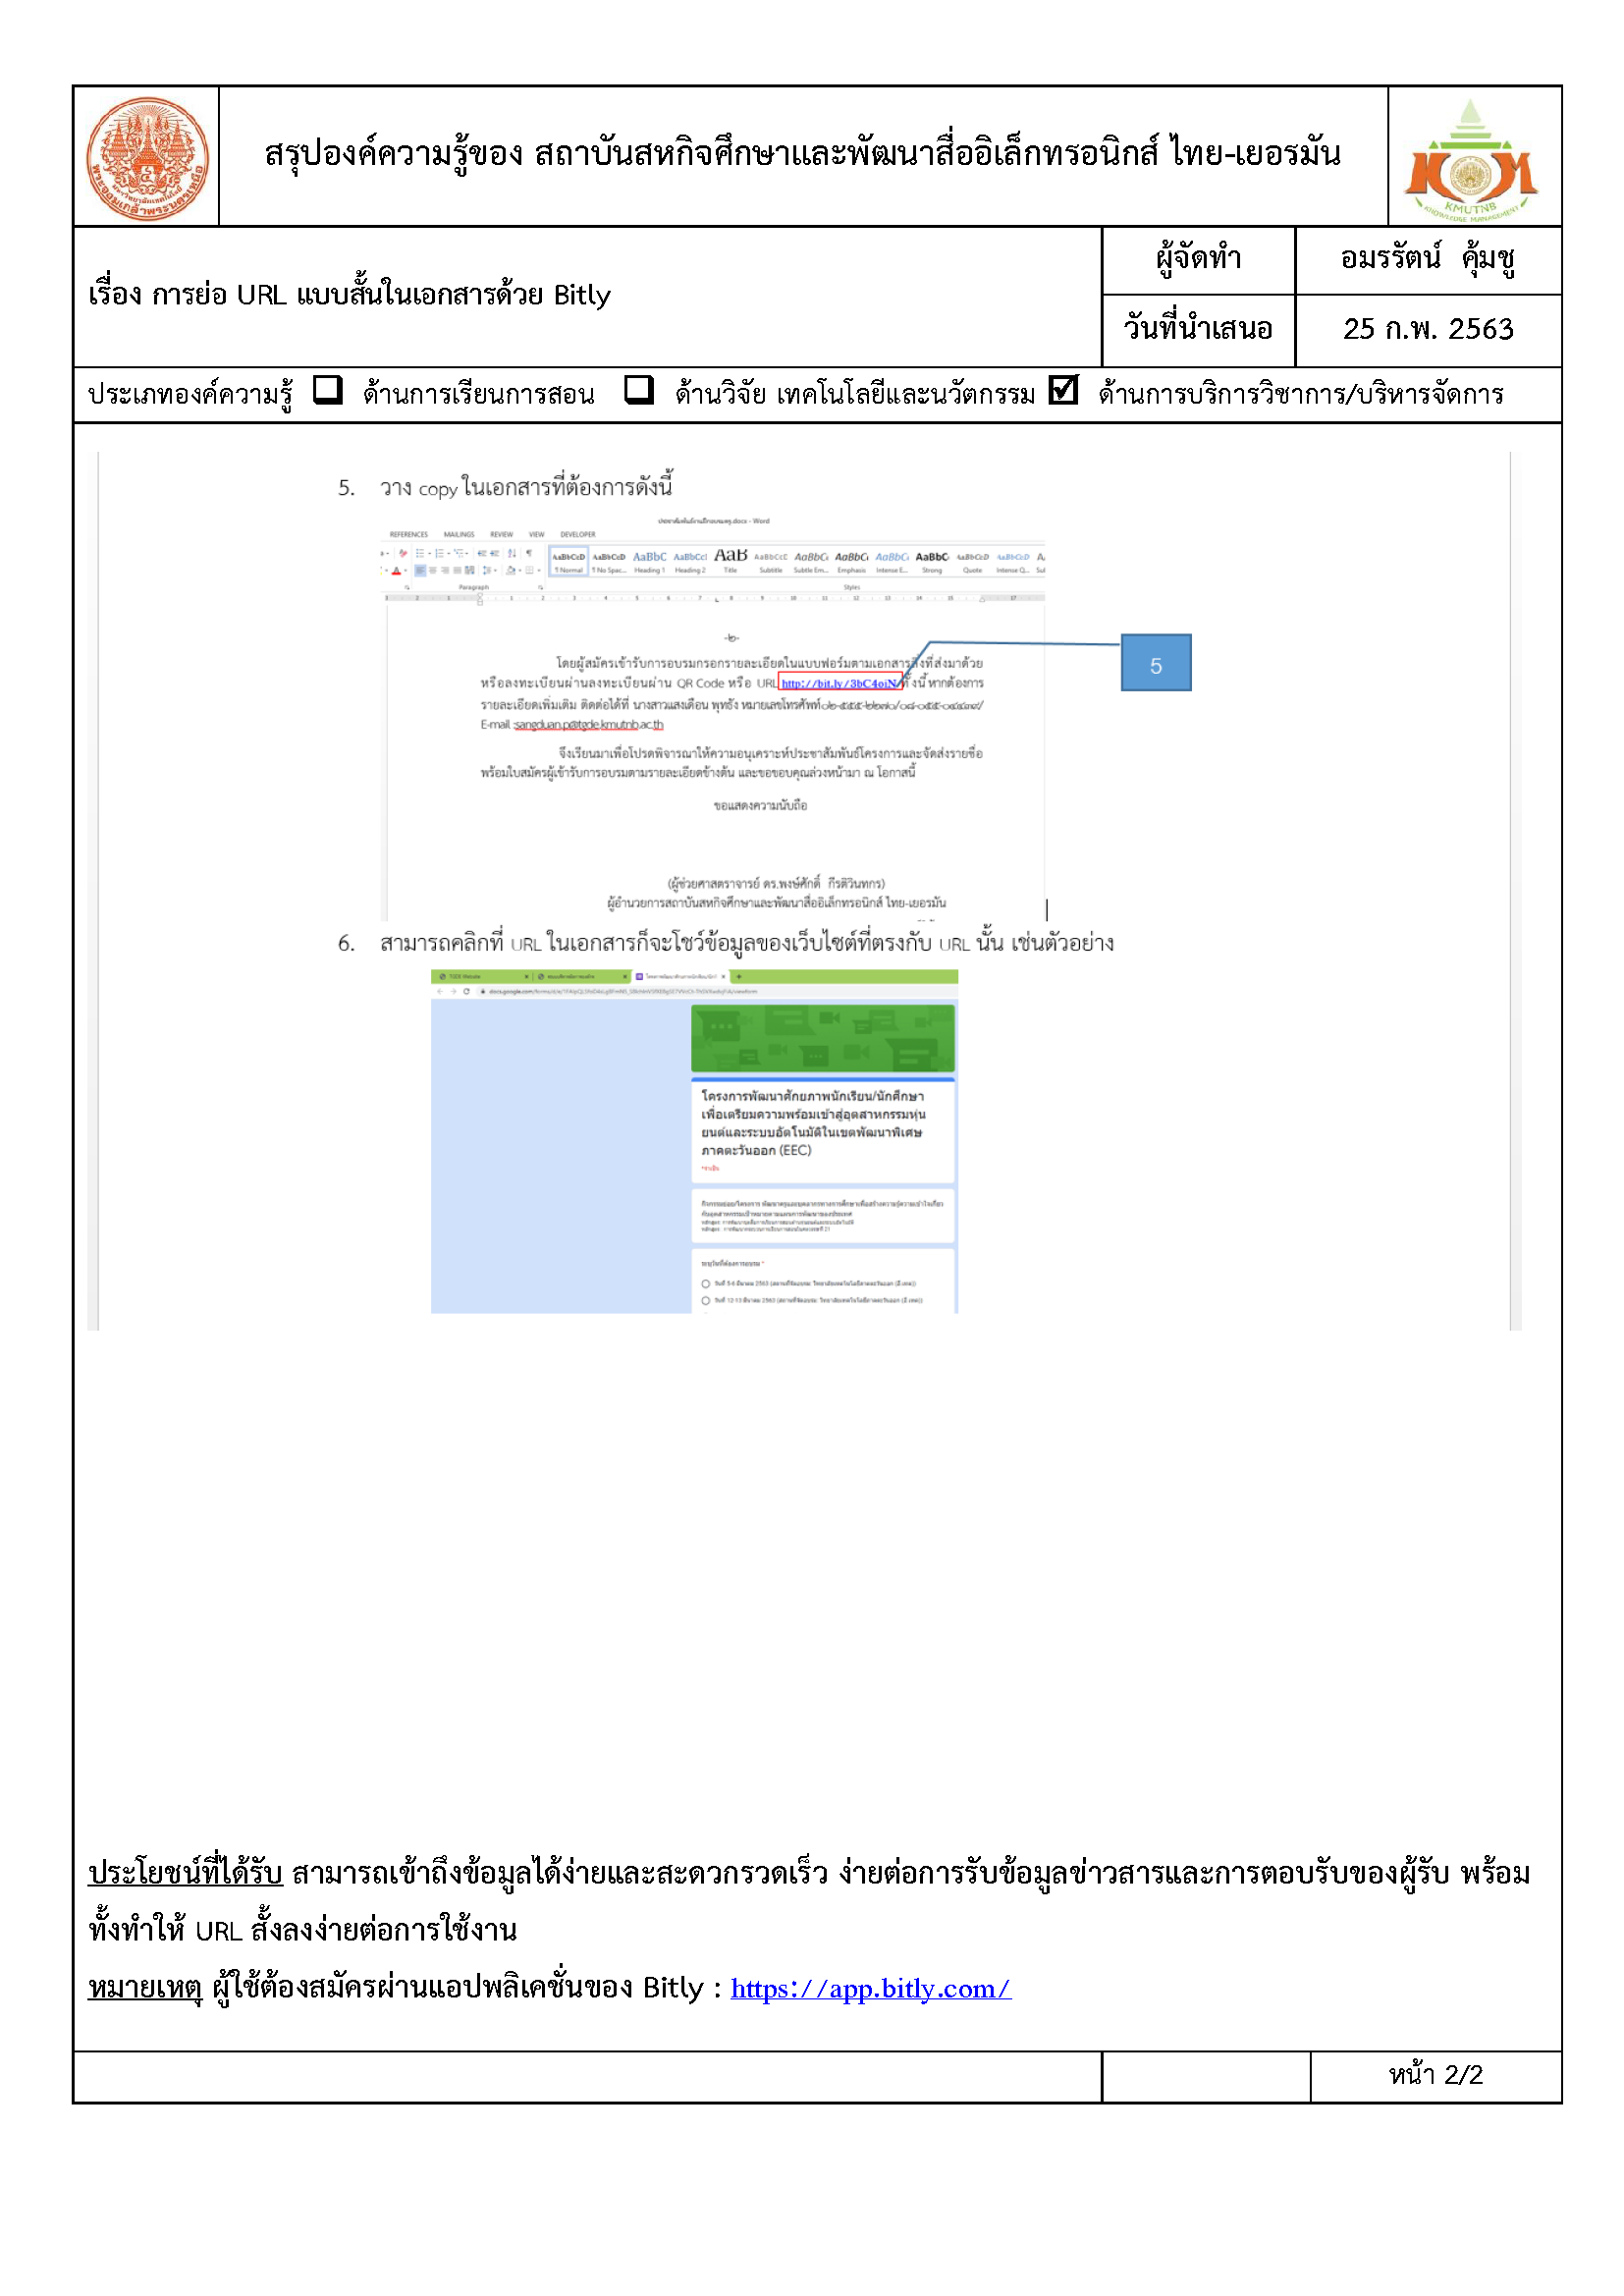 สรุปองค์ความรู้ของ สถาบันสหกิจศึกษาและพัฒนาสื่ออิเล็กทรอนิกส์ ไทย-เยอรมัน
KMUTNB
KNOWLEDGE MANAGEMENT
เรื่อง การย่อ URL แบบสั้นในเอกสารด้วย Bitly
ผู้จัดทำ
อมรรัตน์ คุ้มชู
วันที่นำเสนอ
25 ก.พ. 2563
ประเภทองค์ความรู้ ❑ ด้านการเรียนการสอน ❑ ด้านวิจัย เทคโนโลยีและนวัตกรรม ☑ ด้านการบริการวิชาการ/บริหารจัดการ
5. วาง copy ในเอกสารที่ต้องการดังนี้
REFERENCES MAILINGS REVIEW VIEW DEVELOPER
AaBbCcD AaBbCcD AaBbC AaBbCcI AaB AaBbCcC AaBbCc AaBbCc AaBbCc AaBbC AaBbCcD AaBbCcD
¶ Normal ¶ No Spac... Heading 1 Heading 2 Title Subtitle Subtle Em... Emphasis Intense E... Strong Quote Intense Q...
Paragraph Styles
-๒-
โดยผู้สมัครเข้ารับการอบรมกรอกรายละเอียดในแบบฟอร์มตามเอกสารสิ่งที่ส่งมาด้วย
หรือลงทะเบียนผ่านลงทะเบียนผ่าน QR Code หรือ URL http://bit.ly/3bC4oiN ทั้งนี้ หากต้องการ
รายละเอียดเพิ่มเติม ติดต่อได้ที่ นางสาวแสงเดือน พุทธัง หมายเลขโทรศัพท์
E-mail :sangduan.p@tgde.kmutnb.ac.th
จึงเรียนมาเพื่อโปรดพิจารณาให้ความอนุเคราะห์ประชาสัมพันธ์โครงการและจัดส่งรายชื่อ
พร้อมใบสมัครผู้เข้ารับการอบรมตามรายละเอียดข้างต้น และขอขอบคุณล่วงหน้ามา ณ โอกาสนี้
ขอแสดงความนับถือ
(ผู้ช่วยศาสตราจารย์ ดร.พงษ์ศักดิ์ กีรติวินทกร)
ผู้อำนวยการสถาบันสหกิจศึกษาและพัฒนาสื่ออิเล็กทรอนิกส์ ไทย-เยอรมัน
5
6. สามารถคลิกที่ URL ในเอกสารก็จะโชว์ข้อมูลของเว็บไซต์ที่ตรงกับ URL นั้น เช่นตัวอย่าง
TGDE Website
โครงการพัฒนาศักยภาพนักเรียน/นักศึกษา
เพื่อเตรียมความพร้อมเข้าสู่อุตสาหกรรมหุ่น
ยนต์และระบบอัตโนมัติในเขตพัฒนาพิเศษ
ภาคตะวันออก (EEC)
*จำเป็น
ระบุวันที่ต้องการอบรม *
ประโยชน์ที่ได้รับ สามารถเข้าถึงข้อมูลได้ง่ายและสะดวกรวดเร็ว ง่ายต่อการรับข้อมูลข่าวสารและการตอบรับของผู้รับ พร้อม
ทั้งทำให้ URL สั้งลงง่ายต่อการใช้งาน
หมายเหตุ ผู้ใช้ต้องสมัครผ่านแอปพลิเคชั่นของ Bitly : https://app.bitly.com/
หน้า 2/2